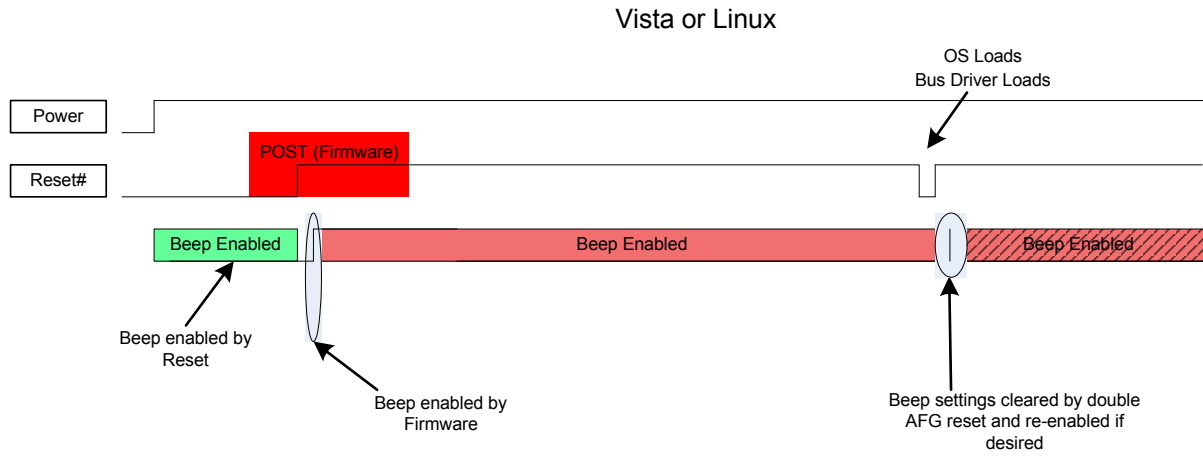 Vista or Linux
OS Loads
Bus Driver Loads
Power
POST (Firmware)
Reset#
Beep Enabled
Beep Enabled
Beep Enabled
Beep enabled by
Reset
Beep enabled by
Firmware
Beep settings cleared by double
AFG reset and re-enabled if
desired